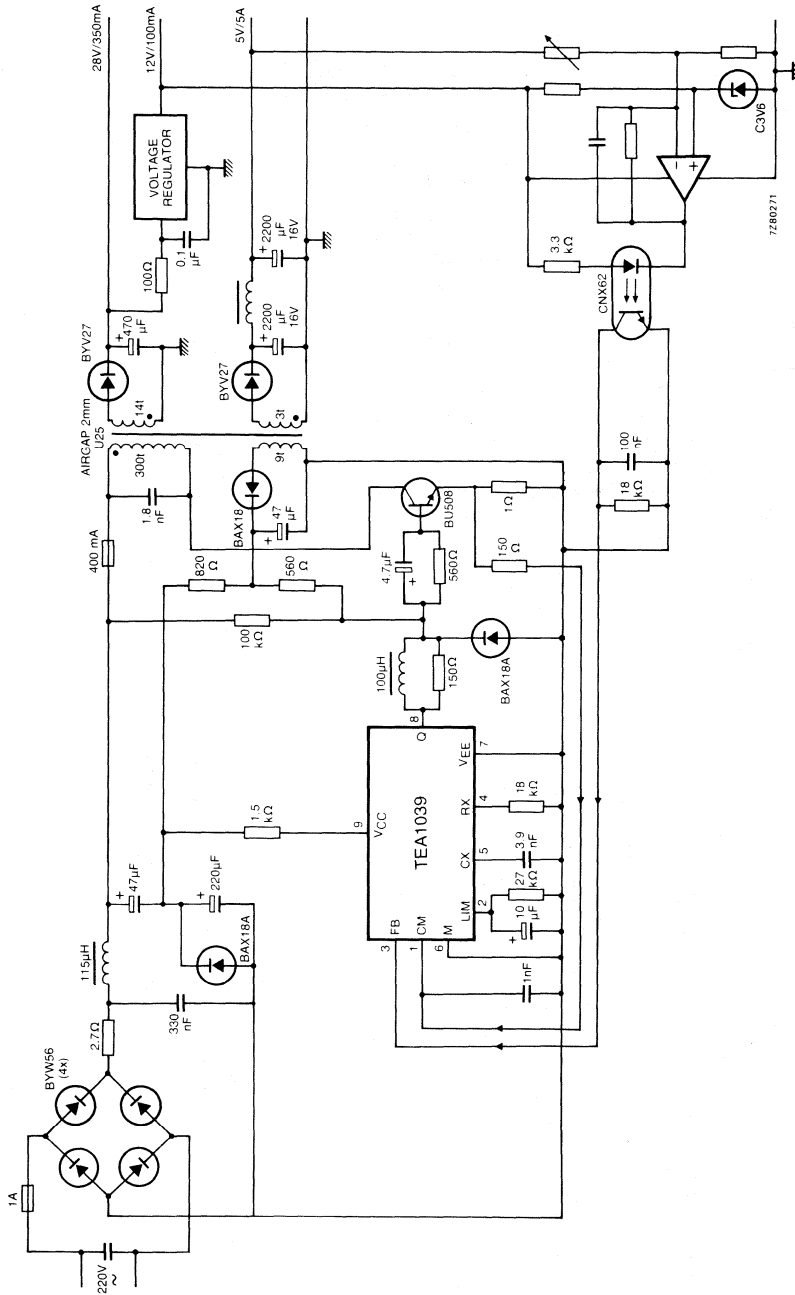 220V
~
1A
BYW56
(4x)
2.7Ω
330
nF
115μH
+
47μF
+
220μF
BAX18A
1.5
kΩ
400 mA
1.8
nF
100
kΩ
820
Ω
560
Ω
BAX18
+
47
μF
AIRGAP 2mm
U25
300t
14t
9t
3t
BYV27
+
470
μF
100Ω
0.1
μF
VOLTAGE
REGULATOR
28V/350mA
12V/100mA
5V/5A
BYV27
+
2200
μF
16V
+
2200
μF
16V
TEA1039
3
FB
1
CM
6
M
LIM
2
CX
5
RX
4
VEE
7
VCC
9
Q
8
1nF
+
10
μF
27
kΩ
3.9
nF
18
kΩ
100μH
150Ω
BAX18A
4.7μF
+
560Ω
BU508
1Ω
150
Ω
18
kΩ
100
nF
CNX62
3.3
kΩ
−
+
C3V6
7Z80271